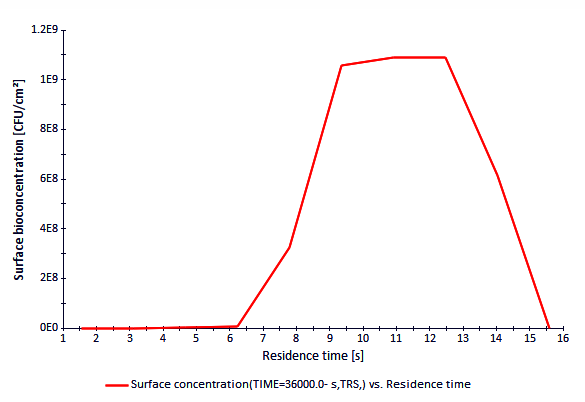 1.2E9
1E9
8E8
6E8
4E8
2E8
0E0
Surface bioconcentration [CFU/cm²]
1 2 3 4 5 6 7 8 9 10 11 12 13 14 15 16
Residence time [s]
Surface concentration(TIME=36000.0- s,TRS,) vs. Residence time